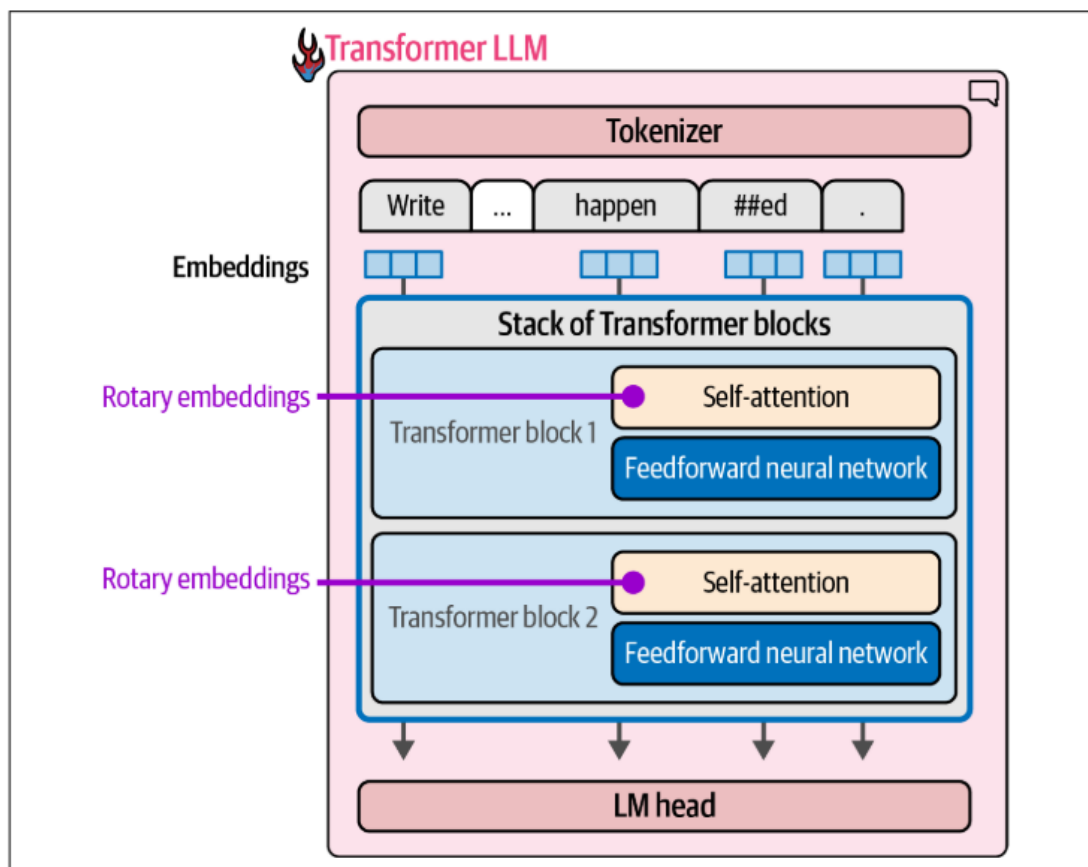 Transformer LLM
Tokenizer
Write ... happen ##ed .
Embeddings
Stack of Transformer blocks
Rotary embeddings
Self-attention
Transformer block 1
Feedforward neural network
Rotary embeddings
Self-attention
Transformer block 2
Feedforward neural network
LM head